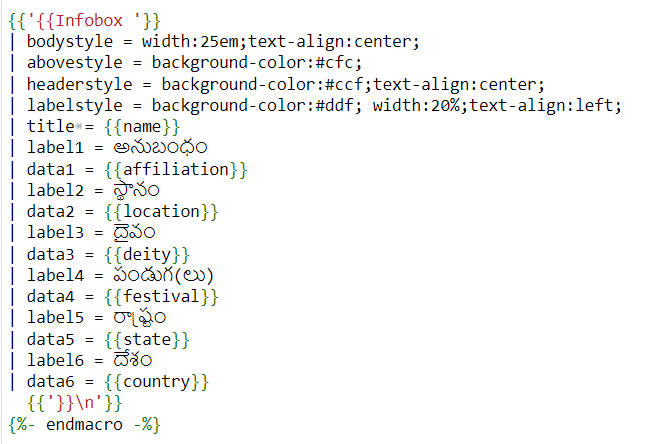 {{'{{Infobox '}}
| bodystyle = width:25em;text-align:center;
| abovestyle = background-color:#cfc;
| headerstyle = background-color:#ccf;text-align:center;
| labelstyle = background-color:#ddf; width:20%;text-align:left;
| title = {{name}}
| label1 = అనుబంధం
| data1 = {{affiliation}}
| label2 = స్థానం
| data2 = {{location}}
| label3 = దైవం
| data3 = {{deity}}
| label4 = పండుగ(లు)
| data4 = {{festival}}
| label5 = రాష్ట్రం
| data5 = {{state}}
| label6 = దేశం
| data6 = {{country}}
{{'}}\n'}}
{%- endmacro -%}